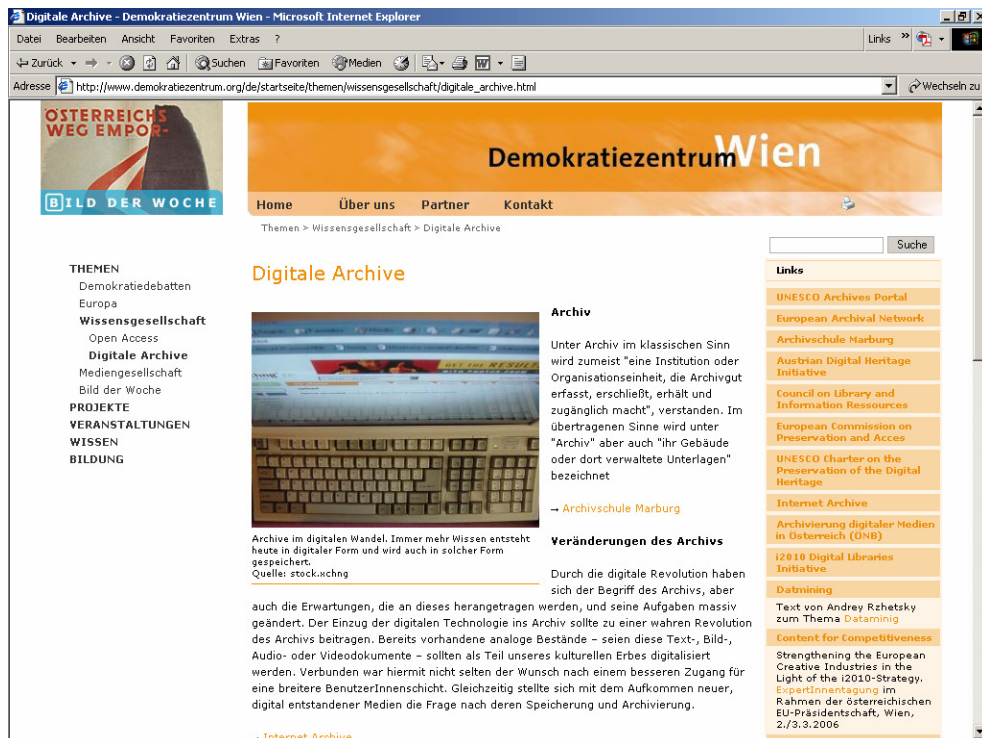 Digitale Archive - Demokratiezentrum Wien - Microsoft Internet Explorer
Datei Bearbeiten Ansicht Favoriten Extras ?
Links »
Zurück
Suchen Favoriten Medien
Adresse http://www.demokratiezentrum.org/de/startseite/themen/wissensgesellschaft/digitale_archive.html Wechseln zu
ÖSTERREICHS
WEG EMPOR-
BILD DER WOCHE
Demokratiezentrum Wien
Home Über uns Partner Kontakt
Themen > Wissensgesellschaft > Digitale Archive
THEMEN
Demokratiedebatten
Europa
Wissensgesellschaft
Open Access
Digitale Archive
Mediengesellschaft
Bild der Woche
PROJEKTE
VERANSTALTUNGEN
WISSEN
BILDUNG
Digitale Archive
GET THE RESUL
Archive im digitalen Wandel. Immer mehr Wissen entsteht
heute in digitaler Form und wird auch in solcher Form
gespeichert.
Quelle: stock.xchng
Archiv
Unter Archiv im klassischen Sinn
wird zumeist "eine Institution oder
Organisationseinheit, die Archivgut
erfasst, erschließt, erhält und
zugänglich macht", verstanden. Im
übertragenen Sinne wird unter
"Archiv" aber auch "ihr Gebäude
oder dort verwaltete Unterlagen"
bezeichnet
→ Archivschule Marburg
Veränderungen des Archivs
Durch die digitale Revolution haben
sich der Begriff des Archivs, aber
auch die Erwartungen, die an dieses herangetragen werden, und seine Aufgaben massiv
geändert. Der Einzug der digitalen Technologie ins Archiv sollte zu einer wahren Revolution
des Archivs beitragen. Bereits vorhandene analoge Bestände – seien diese Text-, Bild-,
Audio- oder Videodokumente – sollten als Teil unseres kulturellen Erbes digitalisiert
werden. Verbunden war hiermit nicht selten der Wunsch nach einem besseren Zugang für
eine breitere BenutzerInnenschicht. Gleichzeitig stellte sich mit dem Aufkommen neuer,
digital entstandener Medien die Frage nach deren Speicherung und Archivierung.
→ Internet Archive
Suche
Links
UNESCO Archives Portal
European Archival Network
Archivschule Marburg
Austrian Digital Heritage
Initiative
Council on Library and
Information Ressources
European Commission on
Preservation and Acces
UNESCO Charter on the
Preservation of the Digital
Heritage
Internet Archive
Archivierung digitaler Medien
in Österreich (ÖNB)
i2010 Digital Libraries
Initiative
Datmining
Text von Andrey Rzhetsky
zum Thema Dataminig
Content for Competitiveness
Strengthening the European
Creative Industries in the
Light of the i2010-Strategy.
ExpertInnentagung im
Rahmen der österreichischen
EU-Präsidentschaft, Wien,
2./3.3.2006